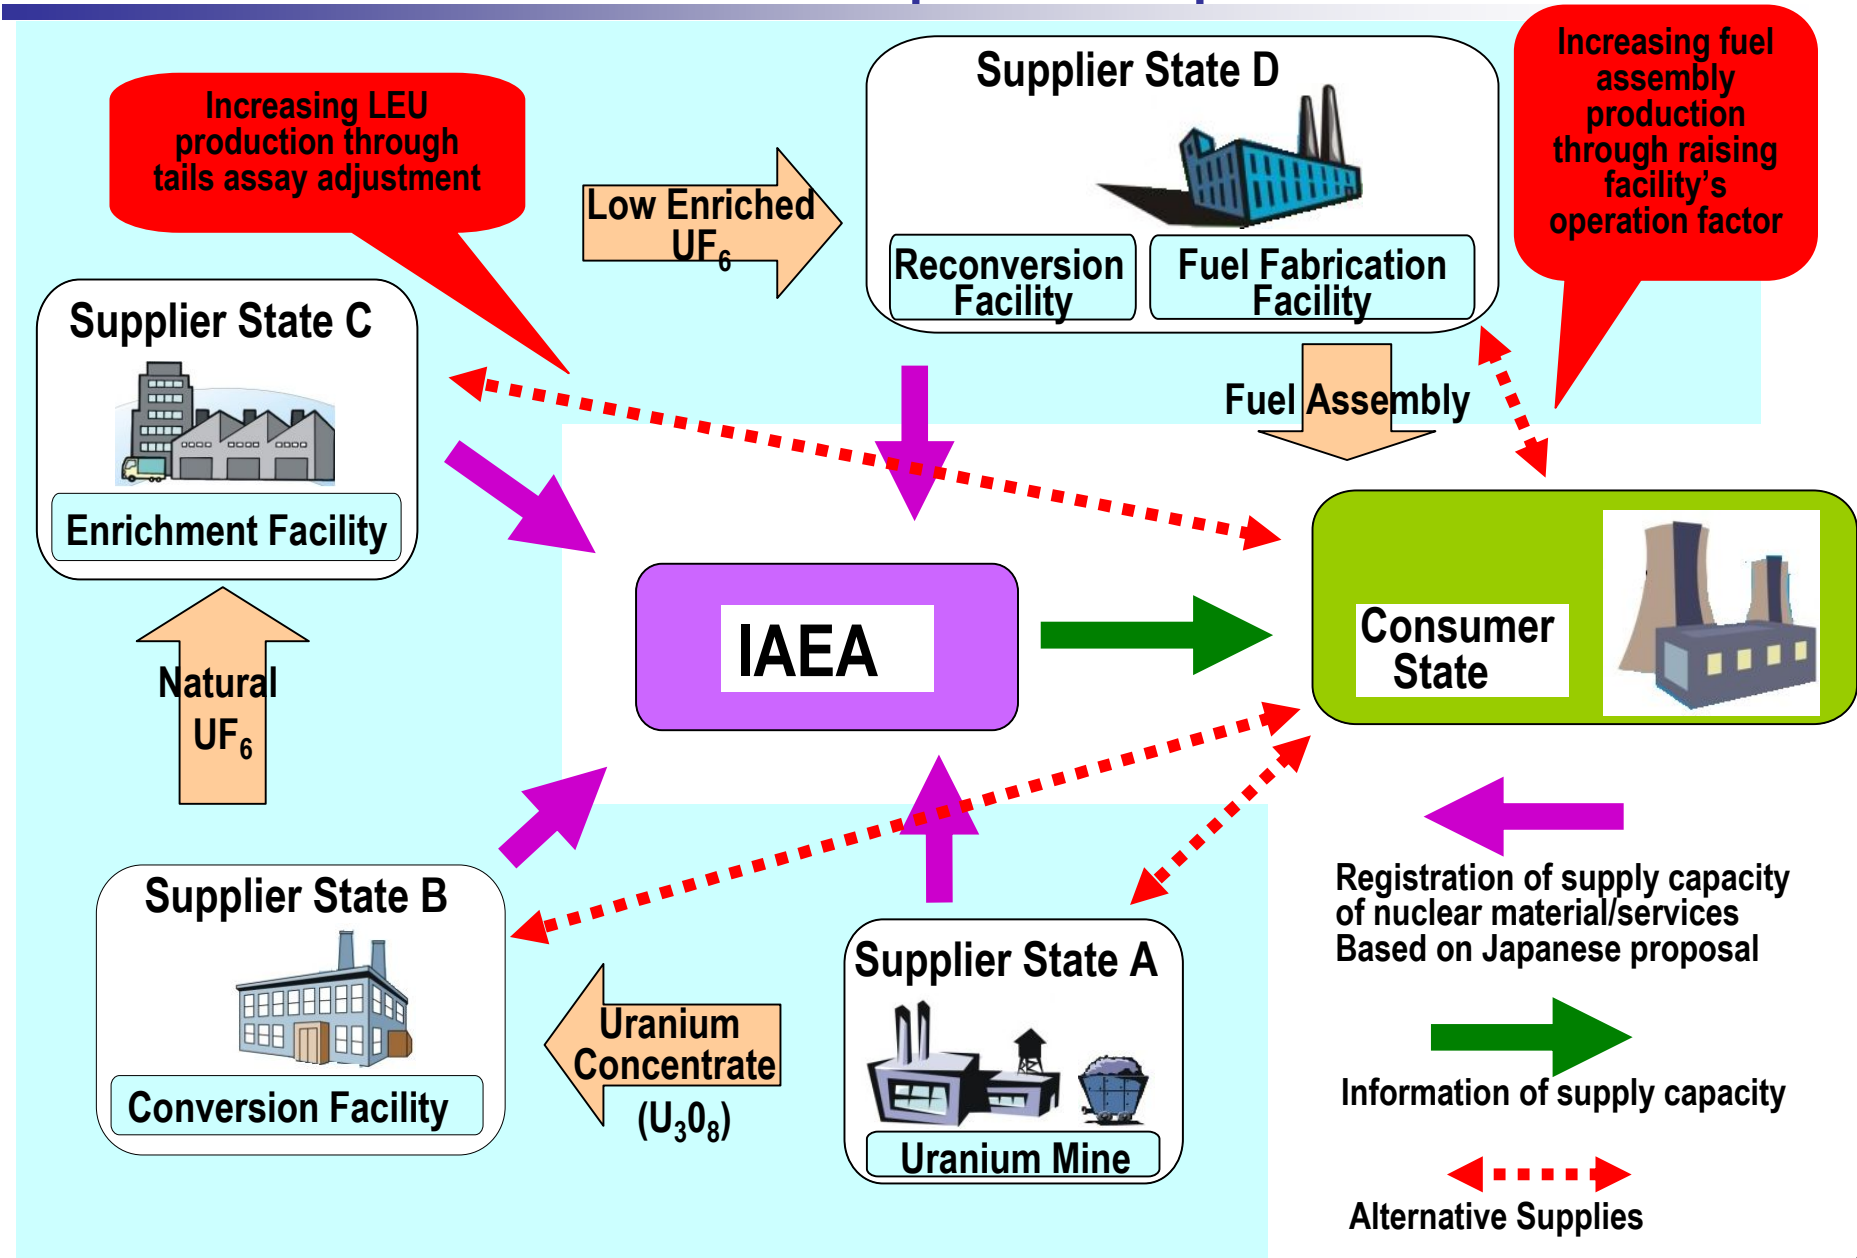 Increasing LEU
production through
tails assay adjustment
Low Enriched
UF6
Supplier State D
Reconversion
Facility
Fuel Fabrication
Facility
Increasing fuel
assembly
production
through raising
facility's
operation factor
Supplier State C
Enrichment Facility
Fuel Assembly
IAEA
Consumer
State
Natural
UF6
Supplier State B
Conversion Facility
Uranium
Concentrate
(U308)
Supplier State A
Uranium Mine
Registration of supply capacity
of nuclear material/services
Based on Japanese proposal
Information of supply capacity
Alternative Supplies